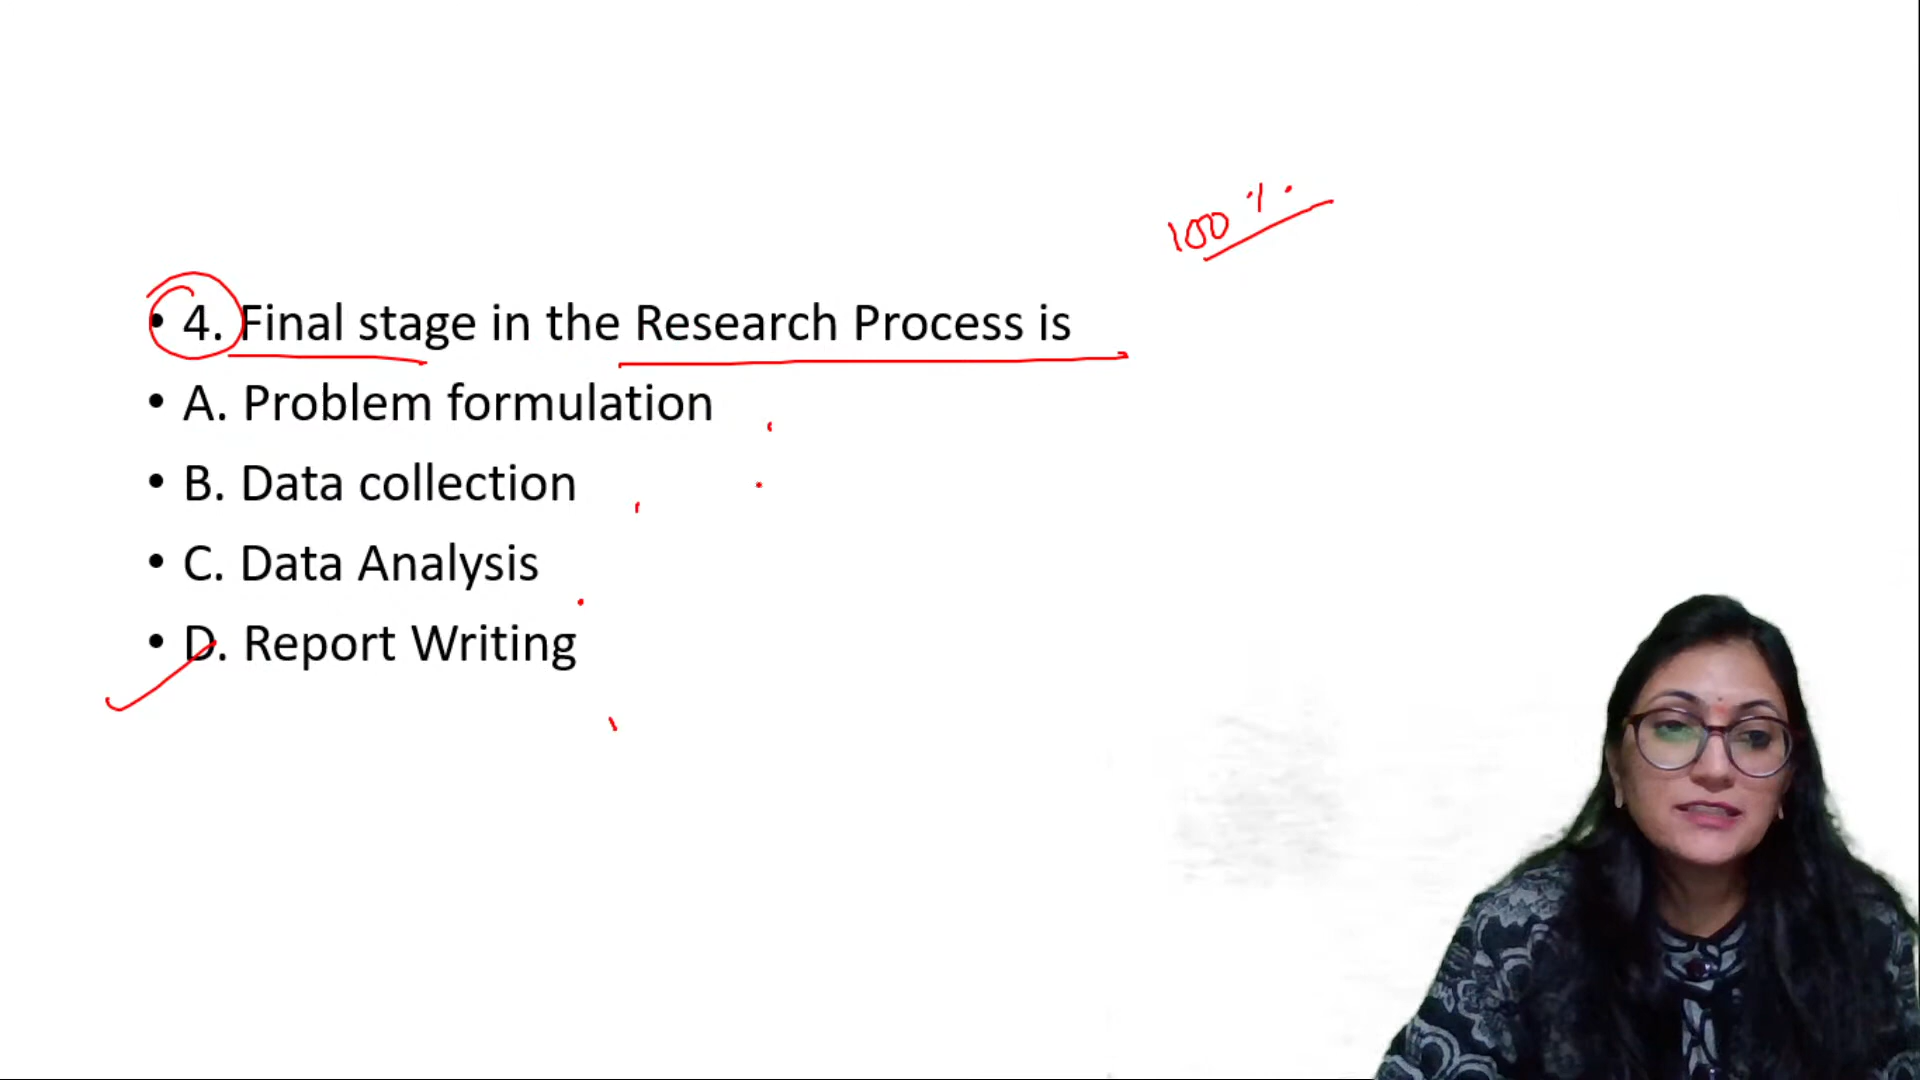 100 %
• 4. Final stage in the Research Process is
• A. Problem formulation
• B. Data collection
• C. Data Analysis
• D. Report Writing